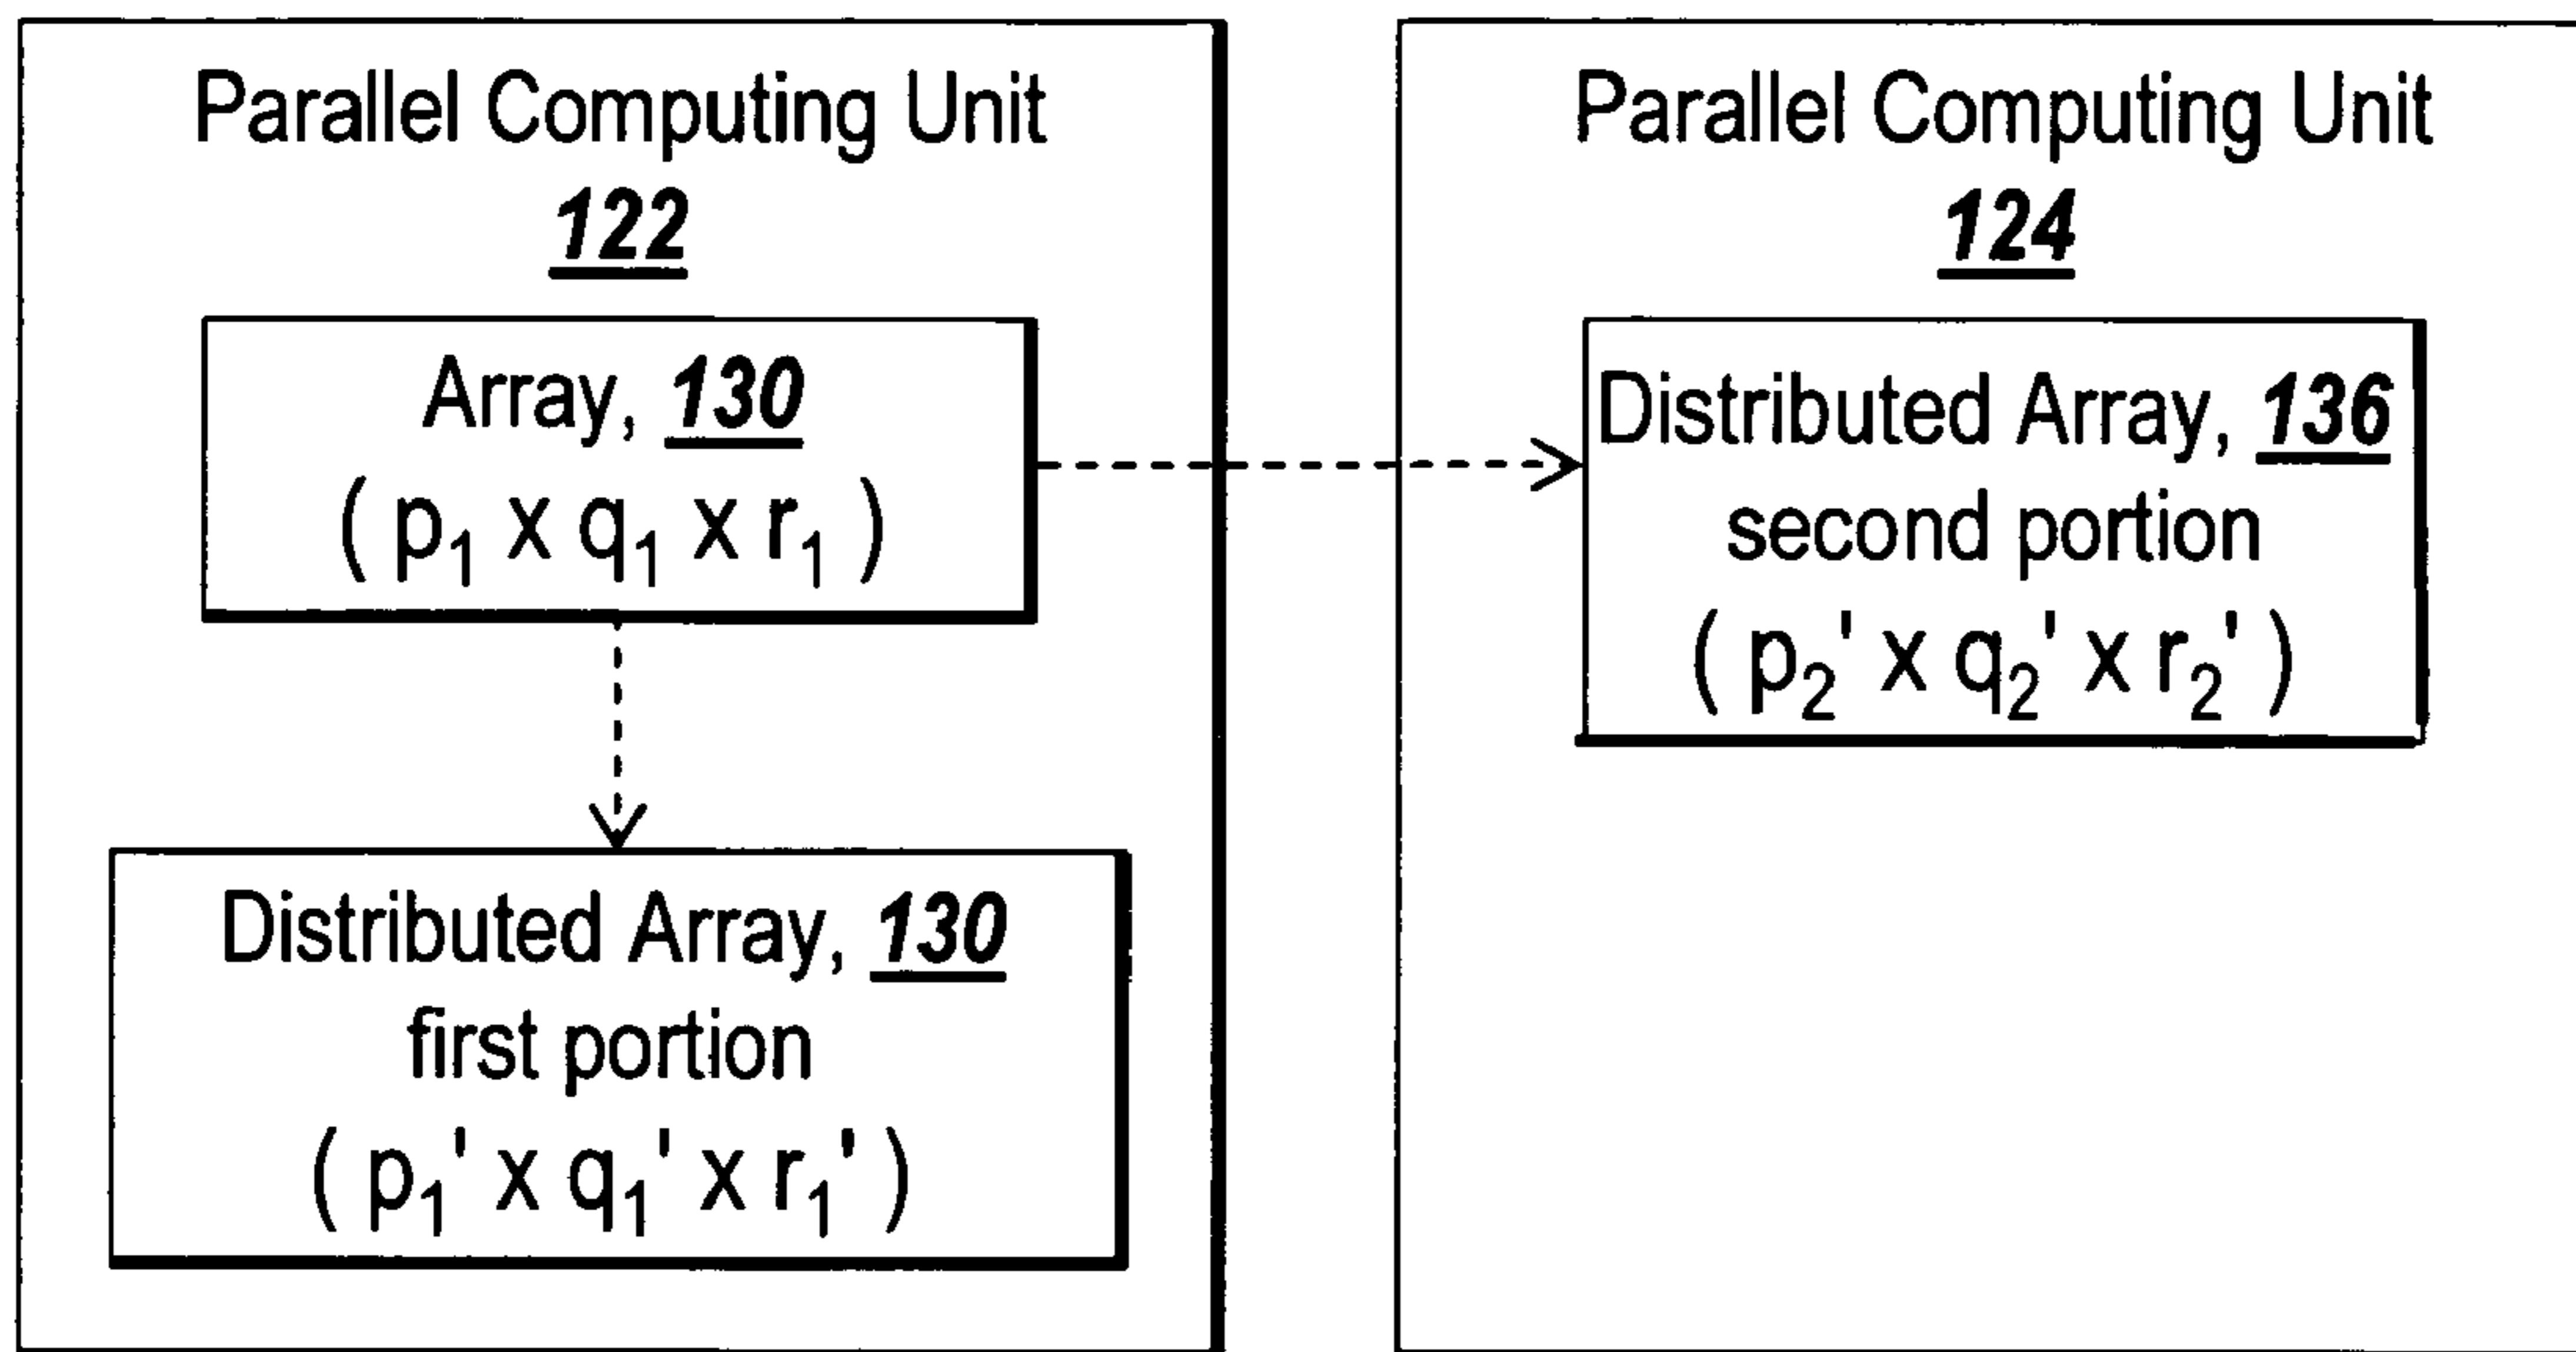 Parallel Computing Unit
122
Array, 130
( p₁ x q₁ x r₁ )
Distributed Array, 130
first portion
( p₁' x q₁' x r₁' )
Parallel Computing Unit
124
Distributed Array, 136
second portion
( p₂' x q₂' x r₂' )